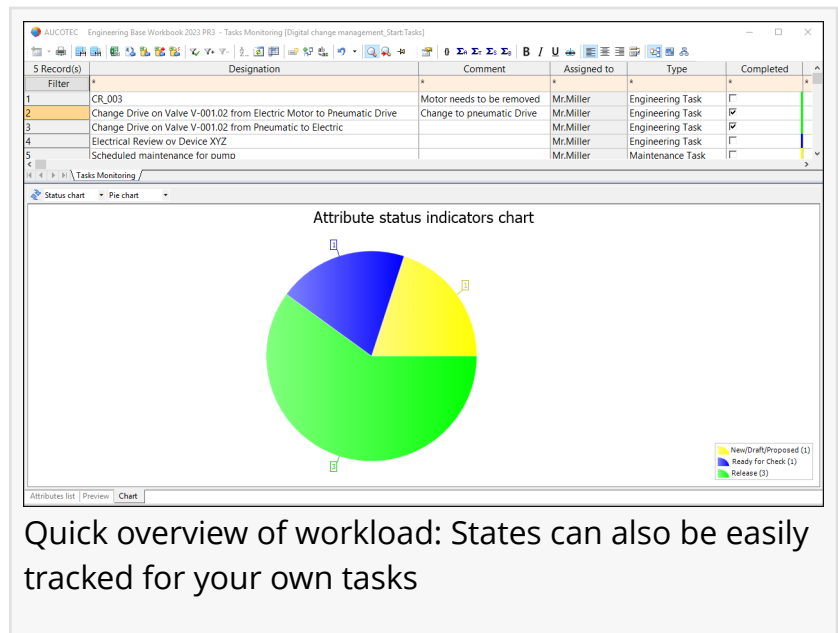 AUCOTEC Engineering Base Workbook 2023 PR3 - Tasks Monitoring [Digital change management_Start:Tasks]
B I U
5 Record(s) Designation Comment Assigned to Type Completed
Filter * * * * * *
1 CR_003 Motor needs to be removed Mr.Miller Engineering Task
2 Change Drive on Valve V-001.02 from Electric Motor to Pneumatic Drive Change to pneumatic Drive Mr.Miller Engineering Task
3 Change Drive on Valve V-001.02 from Pneumatic to Electric Mr.Miller Engineering Task
4 Electrical Review ov Device XYZ Mr.Miller Engineering Task
5 Scheduled maintenance for pump Mr.Miller Maintenance Task
Tasks Monitoring
Status chart Pie chart
Attribute status indicators chart
1
1
3
New/Draft/Proposed (1)
Ready for Check (1)
Release (3)
Attributes list Preview Chart
Quick overview of workload: States can also be easily
tracked for your own tasks